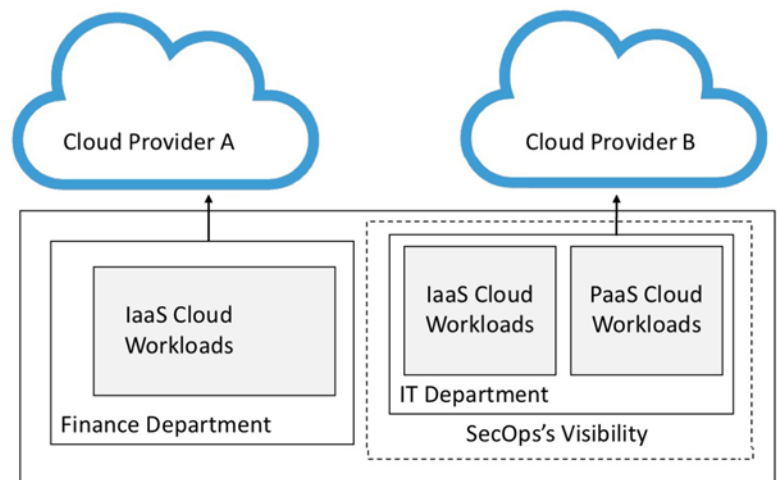 Cloud Provider A
Cloud Provider B
IaaS Cloud
Workloads
Finance Department
IaaS Cloud
Workloads
PaaS Cloud
Workloads
IT Department
SecOps’s Visibility